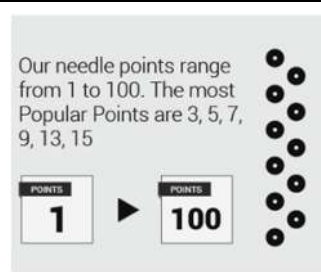 Our needle points range
from 1 to 100. The most
Popular Points are 3, 5, 7,
9, 13, 15
POINTS
1
POINTS
100